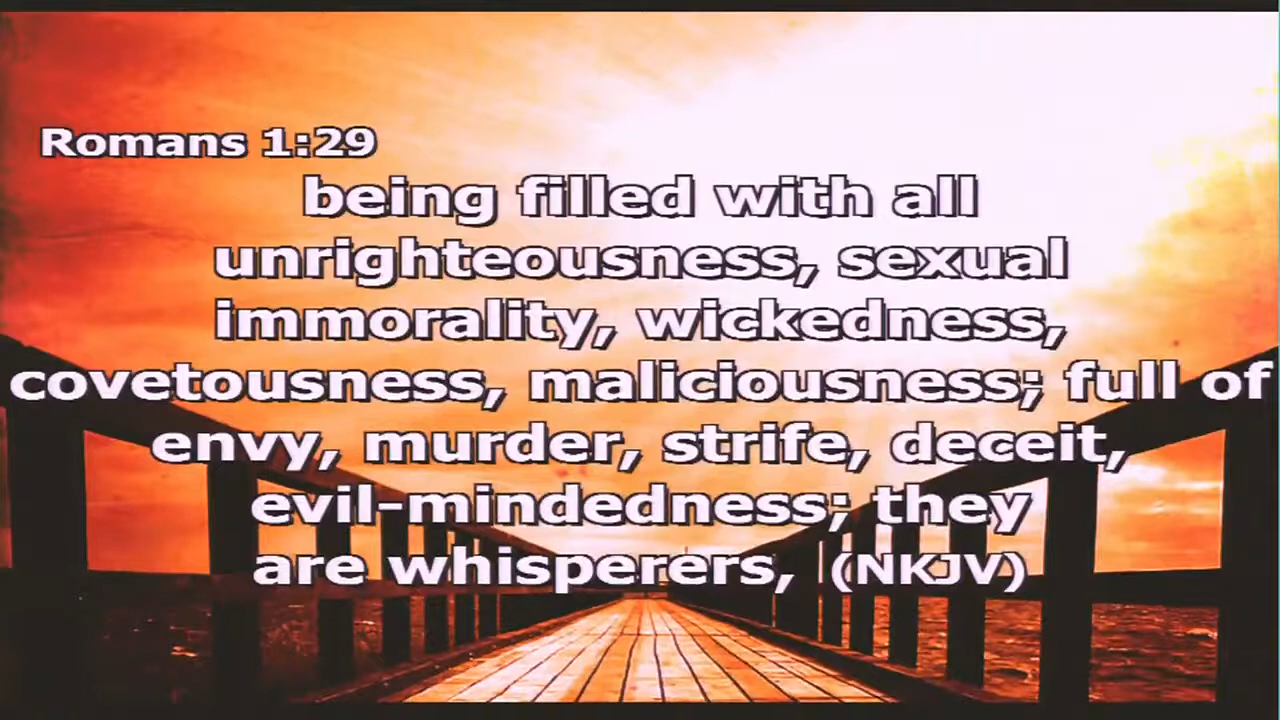 Romans 1:29
being filled with all
unrighteousness, sexual
immorality, wickedness,
covetousness, maliciousness; full of
envy, murder, strife, deceit,
evil-mindedness; they
are whisperers, (NKJV)